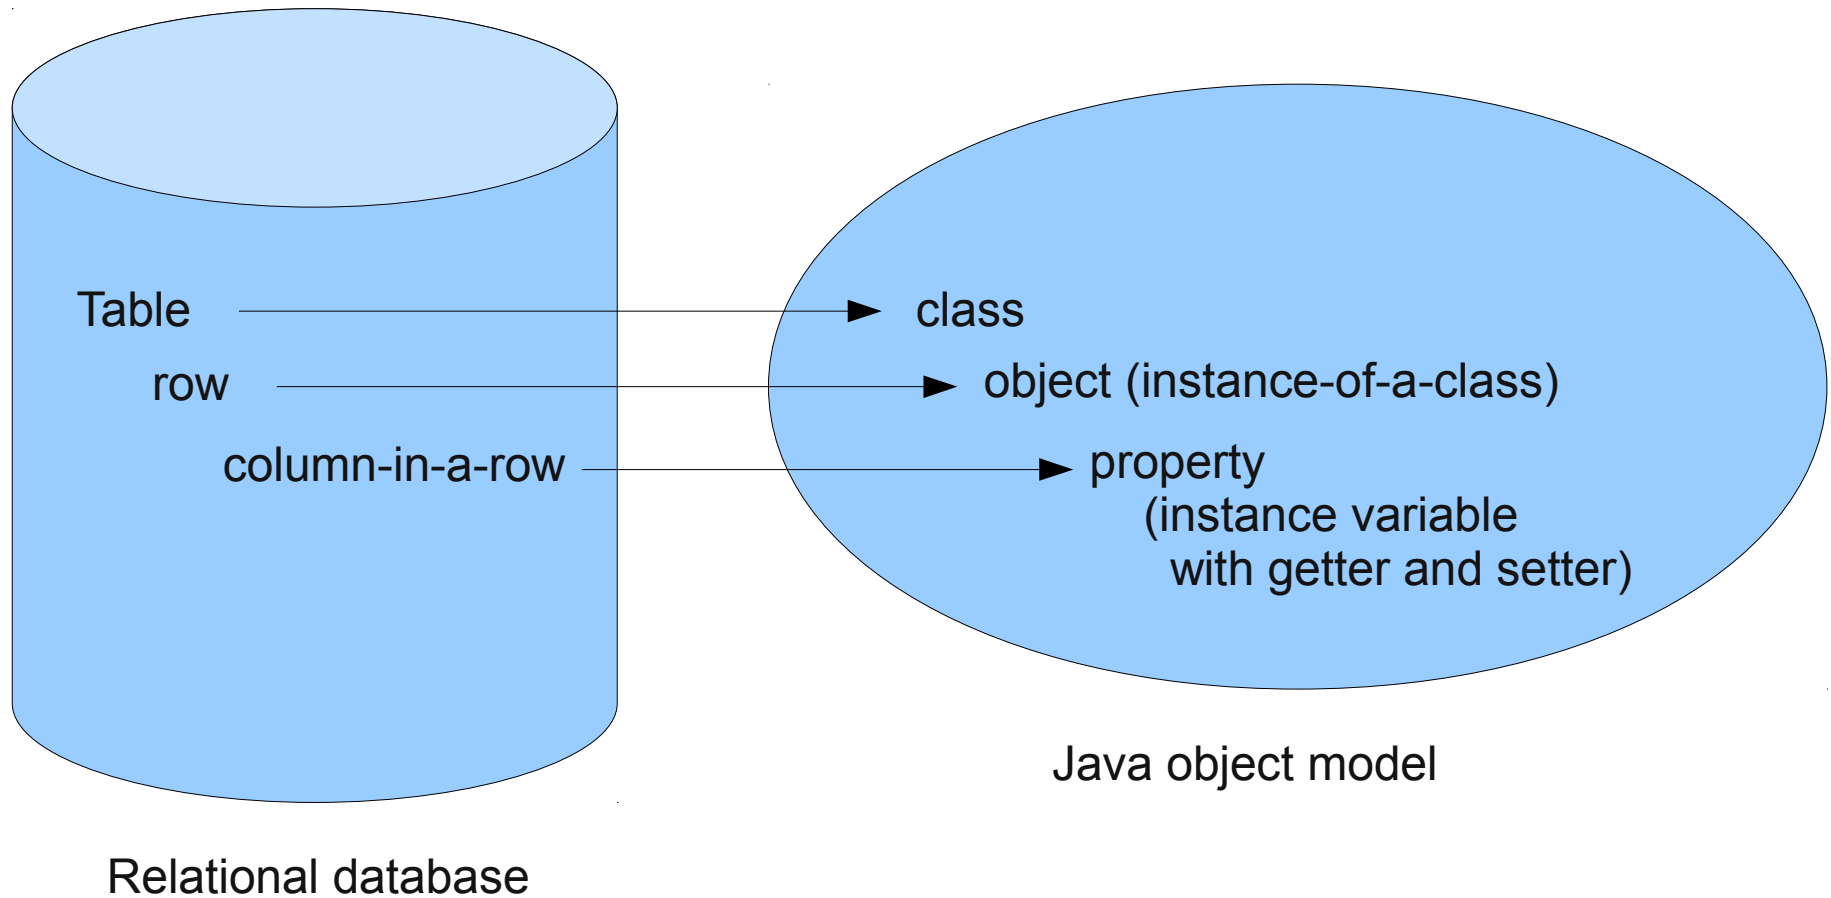 Table
class
row
object (instance-of-a-class)
column-in-a-row
property
(instance variable
with getter and setter)
Java object model
Relational database